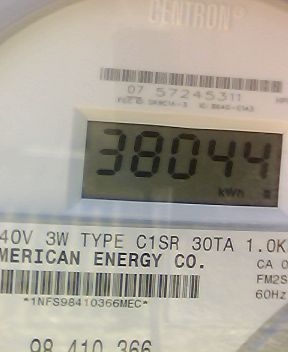 CENTRON®
07 57245311
38044
kWh
40V 3W TYPE C1SR 30TA 1.0K
MERICAN ENERGY CO.
CA 0
FM2S
60Hz
*1NFS98410366MEC*
98 410 366